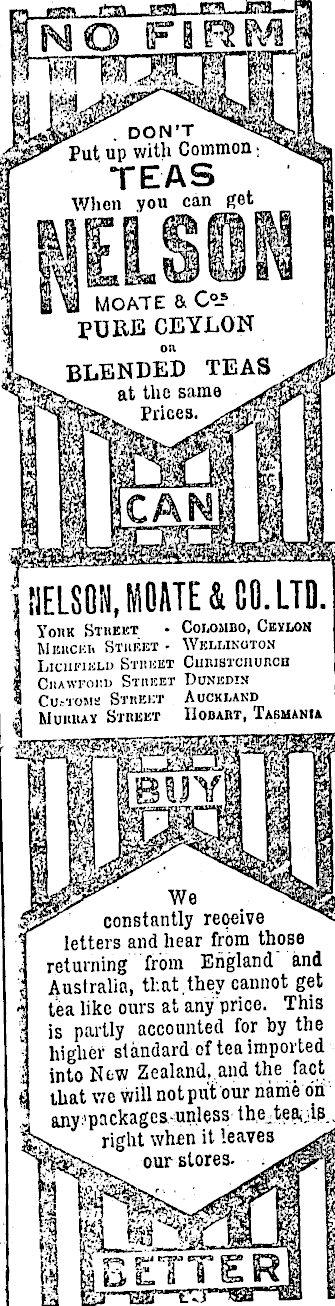 NO FIRM
DON'T
Put up with Common
TEAS
When you can get
NELSON
MOATE & Cos
PURE CEYLON
OR
BLENDED TEAS
at the same
Prices.
CAN
NELSON, MOATE & CO. LTD.
YORK STREET - COLOMBO, CEYLON
MERCER STREET - WELLINGTON
LICHFIELD STREET CHRISTCHURCH
CRAWFORD STREET DUNEDIN
CUSTOMS STREET AUCKLAND
MURRAY STREET HOBART, TASMANIA
BUY
We
constantly receive
letters and hear from those
returning from England and
Australia, that they cannot get
tea like ours at any price. This
is partly accounted for by the
higher standard of tea imported
into New Zealand, and the fact
that we will not put our name on
any packages unless the tea is
right when it leaves
our stores.
BETTER